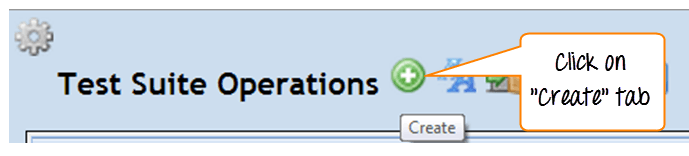 Test Suite Operations
Click on
"Create" tab
Create